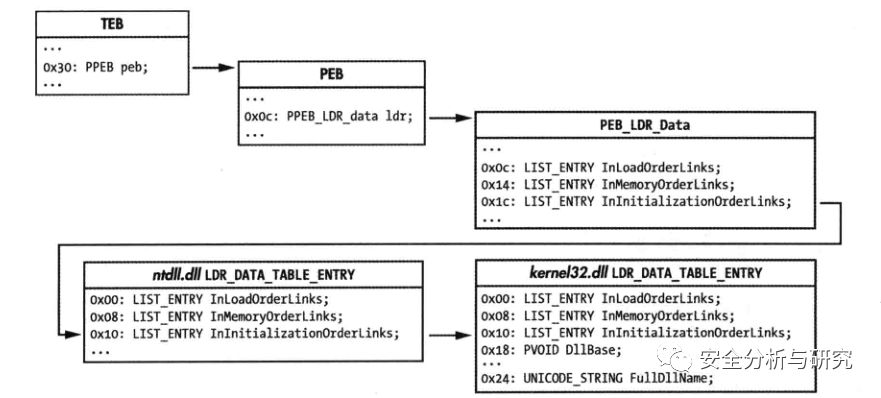 TEB
...
0x30: PPEB peb;
...
PEB
...
0x0c: PPEB_LDR_data ldr;
...
PEB_LDR_Data
...
0x0c: LIST_ENTRY InLoadOrderLinks;
0x14: LIST_ENTRY InMemoryOrderLinks;
0x1c: LIST_ENTRY InInitializationOrderLinks;
...
ntdll.dll LDR_DATA_TABLE_ENTRY
0x00: LIST_ENTRY InLoadOrderLinks;
0x08: LIST_ENTRY InMemoryOrderLinks;
0x10: LIST_ENTRY InInitializationOrderLinks;
...
kernel32.dll LDR_DATA_TABLE_ENTRY
0x00: LIST_ENTRY InLoadOrderLinks;
0x08: LIST_ENTRY InMemoryOrderLinks;
0x10: LIST_ENTRY InInitializationOrderLinks;
0x18: PVOID DllBase;
...
0x24: UNICODE_STRING FullDllName;
安全分析与研究